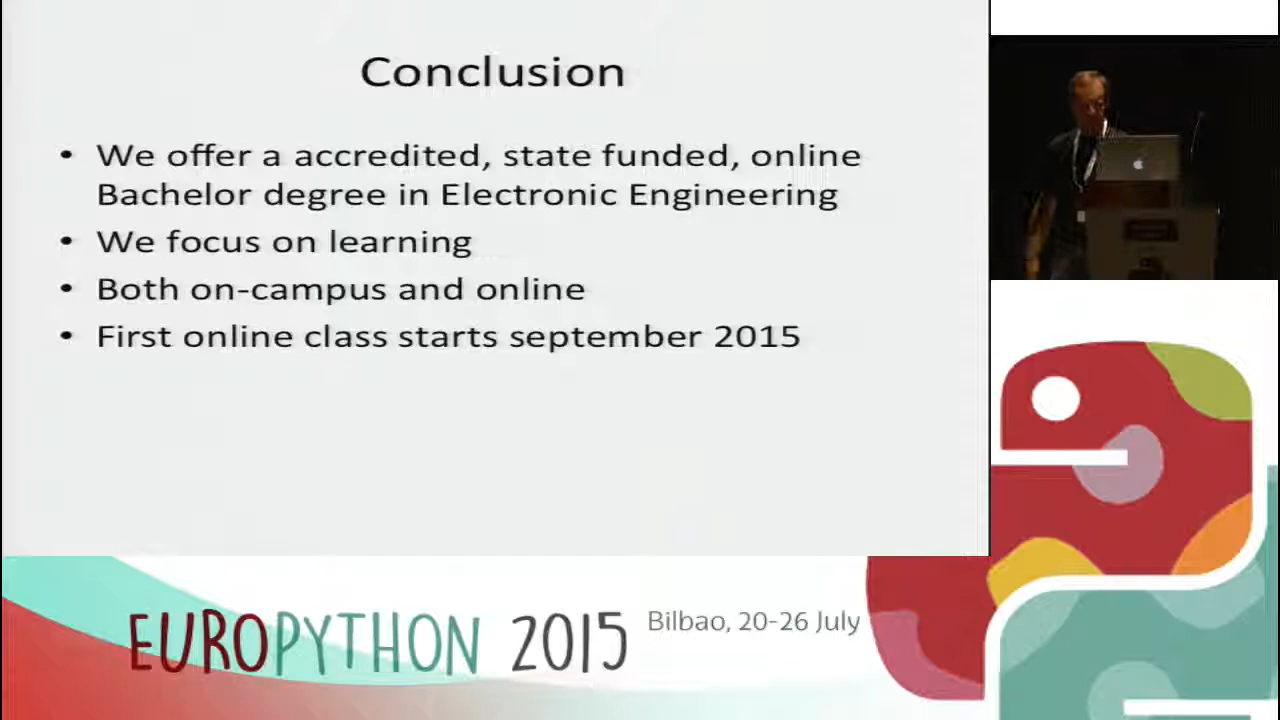 Conclusion
• We offer a accredited, state funded, online
Bachelor degree in Electronic Engineering
• We focus on learning
• Both on-campus and online
• First online class starts september 2015
EUROPYTHON 2015
Bilbao, 20-26 July